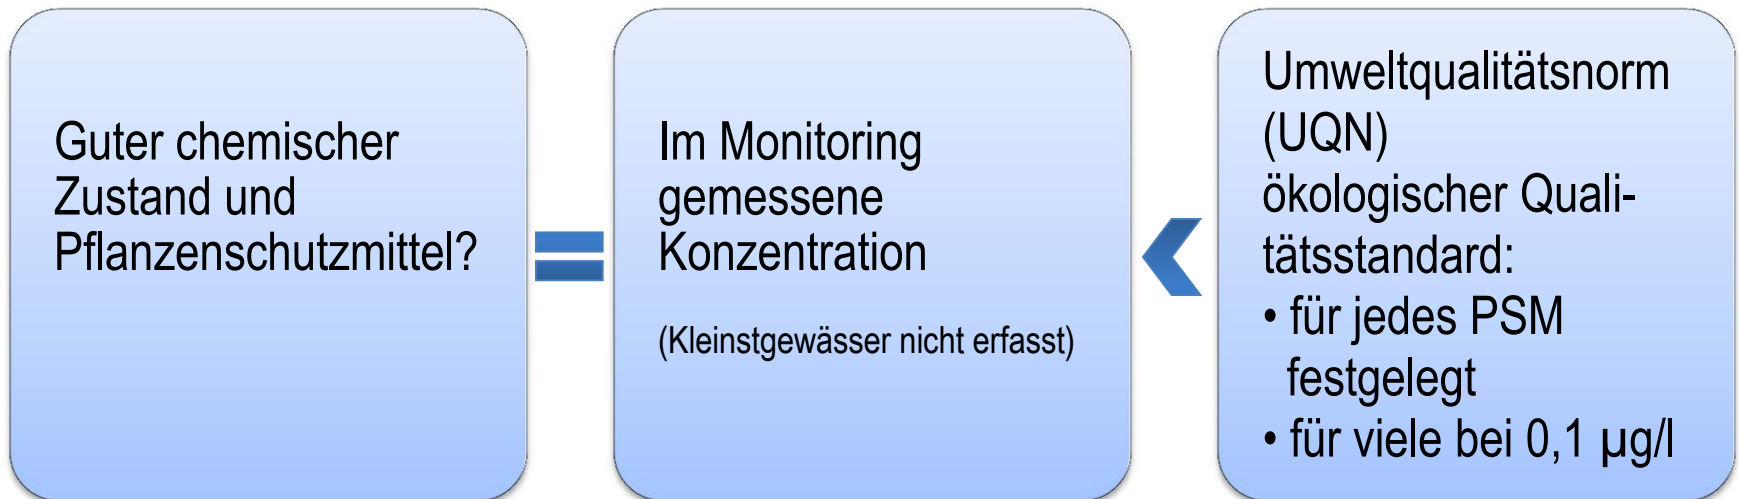 Guter chemischer
Zustand und
Pflanzenschutzmittel?
=
Im Monitoring
gemessene
Konzentration
(Kleinstgewässer nicht erfasst)
<
Umweltqualitätsnorm
(UQN)
ökologischer Quali-
tätsstandard:
• für jedes PSM
festgelegt
• für viele bei 0,1 µg/l